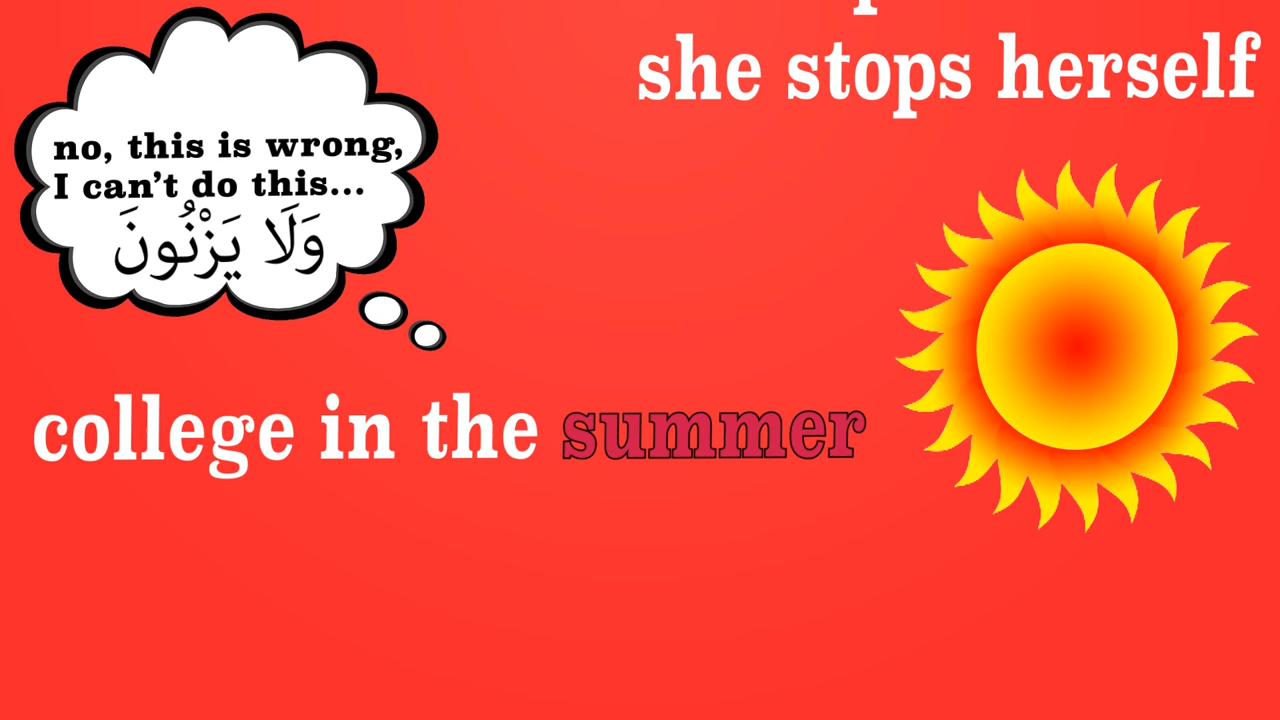 she stops herself
no, this is wrong,
I can't do this...
وَلَا يَزْنُونَ
college in the summer